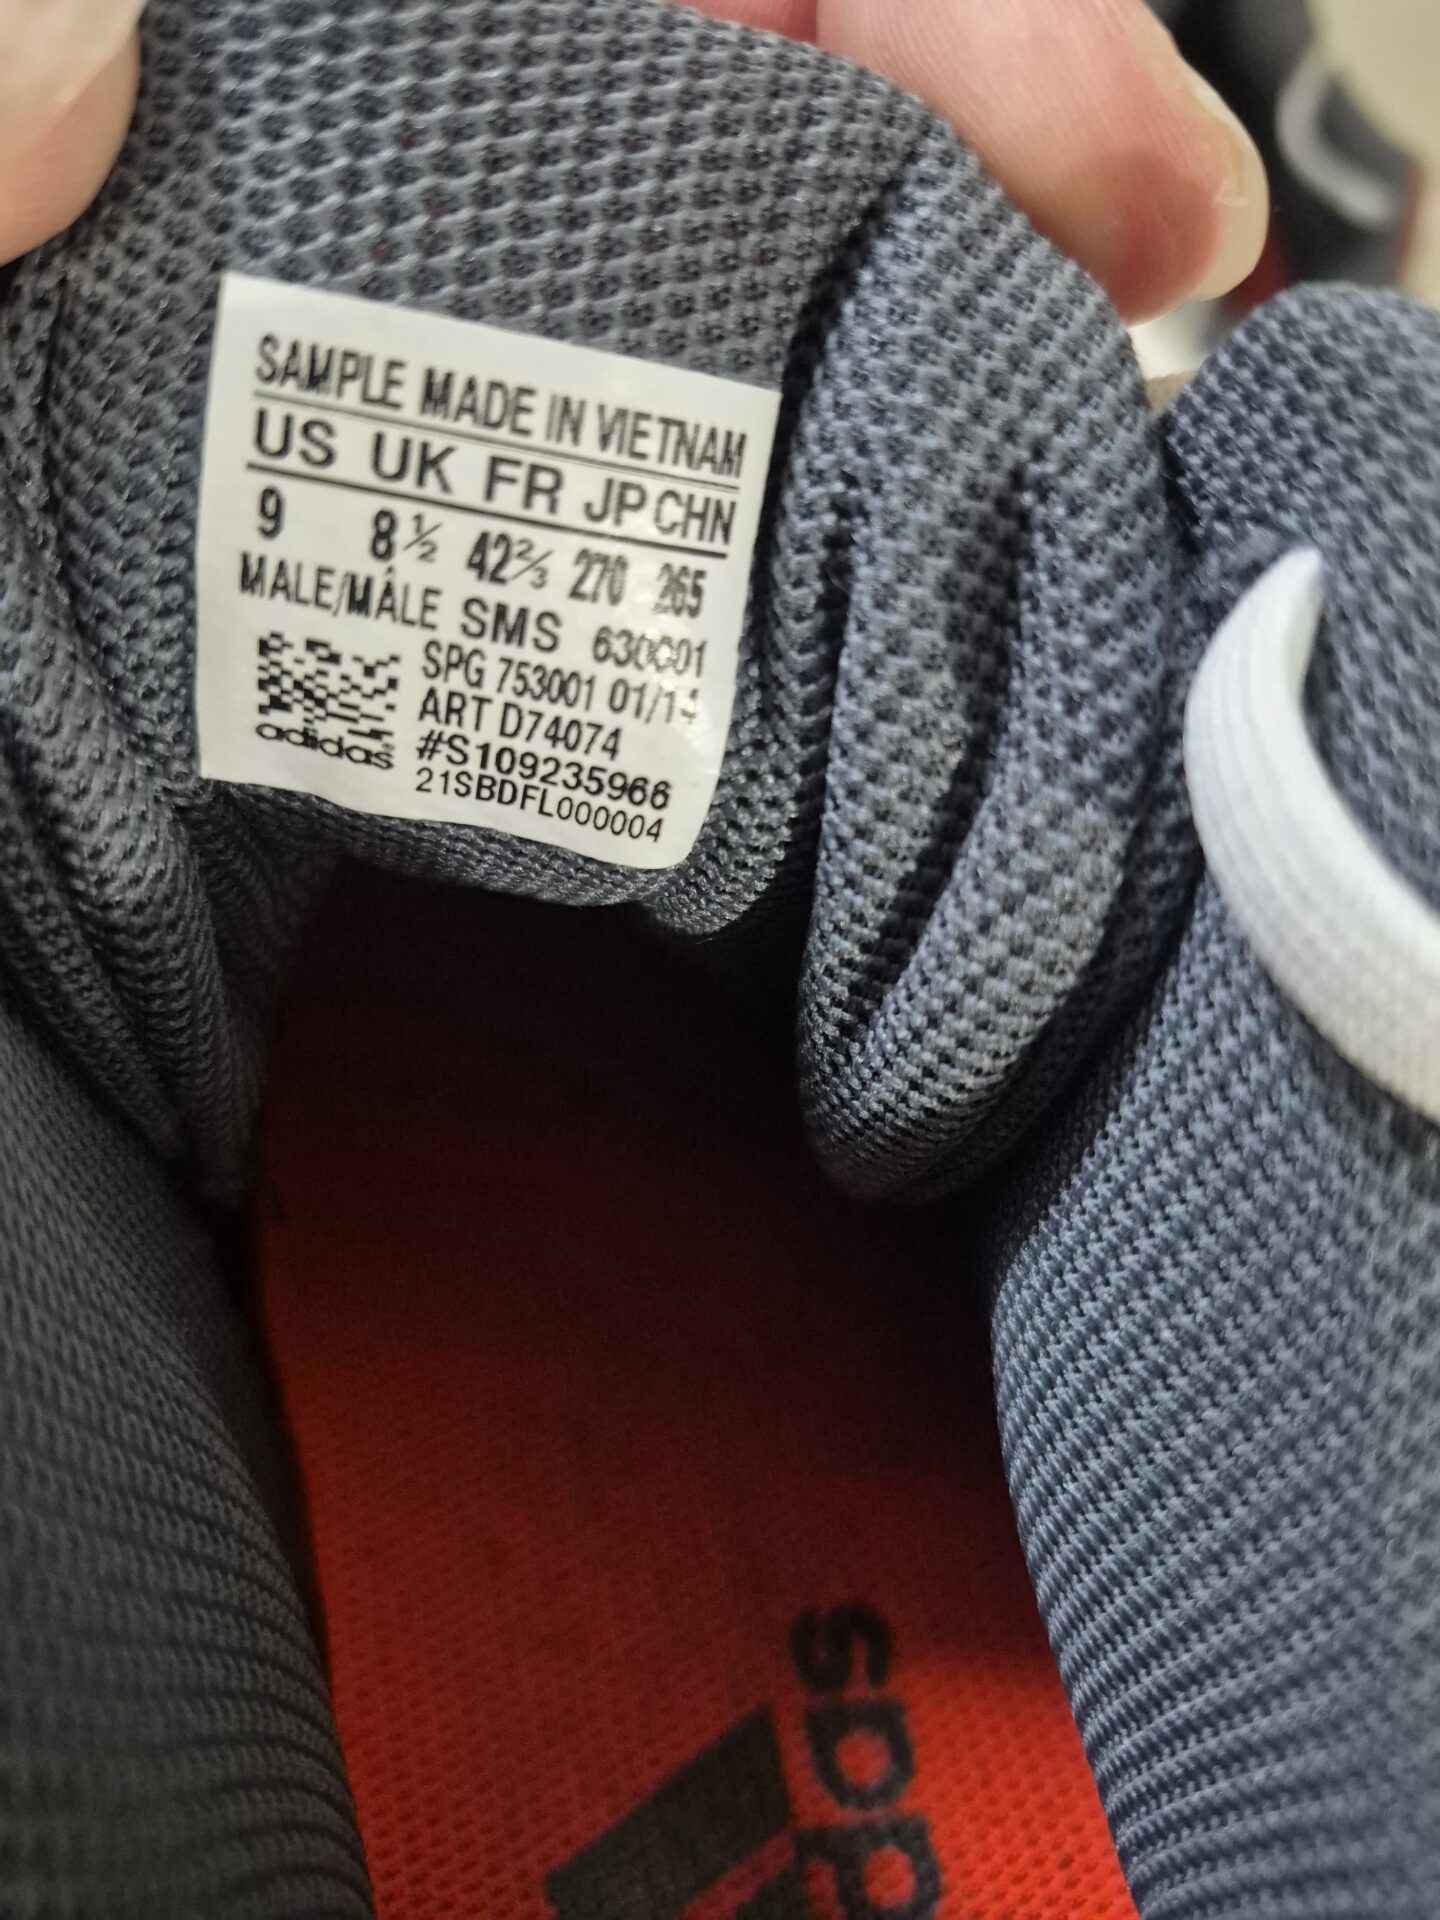 SAMPLE MADE IN VIETNAM
US UK FR JP CHN
9 8½ 42⅔ 270 265
MALE/MÂLE SMS 630001
SPG 753001 01/14
ART D74074
#S109235966
21SBDFL000004
adidas